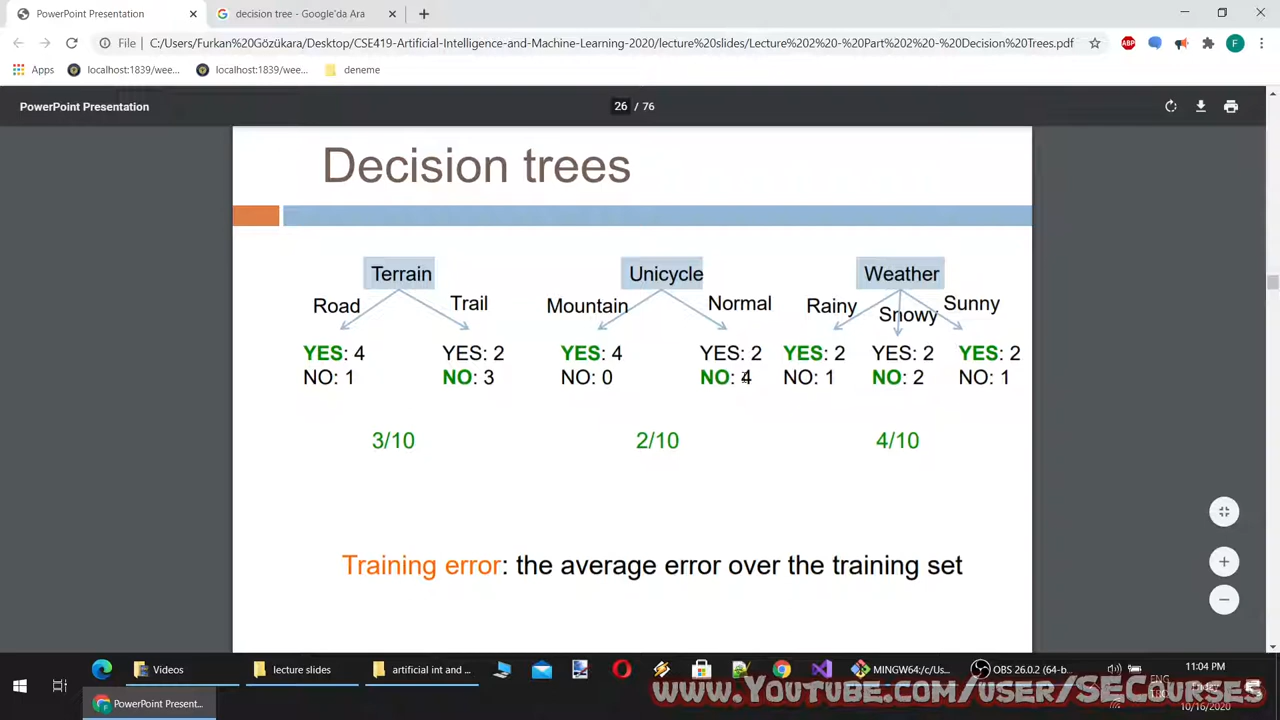 PowerPoint Presentation
decision tree - Google'da Ara
File
C:/Users/Furkan%20Gözükara/Desktop/CSE419-Artificial-Intelligence-and-Machine-Learning-2020/lecture%20slides/Lecture%202%20-%20Part%202%20-%20Decision%20Trees.pdf
ABP
F
Apps
localhost:1839/wee...
localhost:1839/wee...
deneme
PowerPoint Presentation
26 / 76
Decision trees
Terrain Unicycle Weather
Road Trail Mountain Normal Rainy Snowy Sunny
YES: 4 YES: 2 YES: 4 YES: 2 YES: 2 YES: 2 YES: 2
NO: 1 NO: 3 NO: 0 NO: 4 NO: 1 NO: 2 NO: 1
3/10 2/10 4/10
Training error: the average error over the training set
Videos
lecture slides
artificial int and ...
MINGW64:/c/Us...
OBS 26.0.2 (64-b...
ENG
11:04 PM
10/16/2020
PowerPoint Present...
www.Youtube.com/user/SECourses